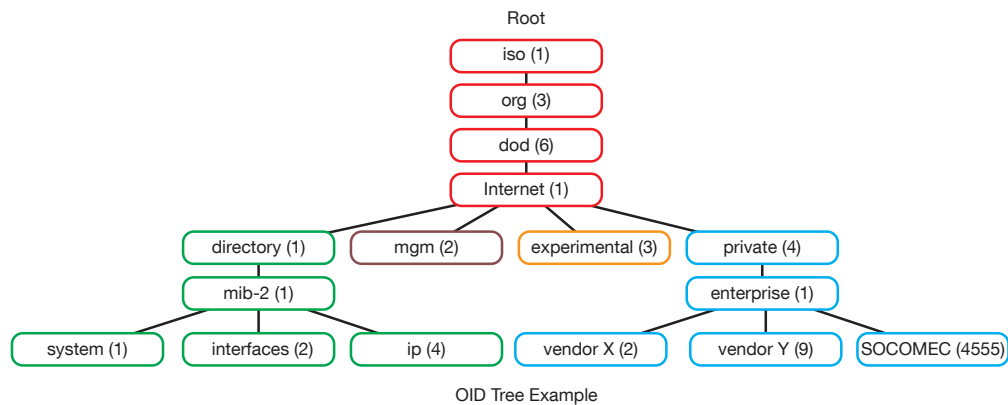 Root
iso (1)
org (3)
dod (6)
Internet (1)
directory (1)
mgm (2)
experimental (3)
private (4)
mib-2 (1)
enterprise (1)
system (1)
interfaces (2)
ip (4)
vendor X (2)
vendor Y (9)
SOCOMEC (4555)
OID Tree Example